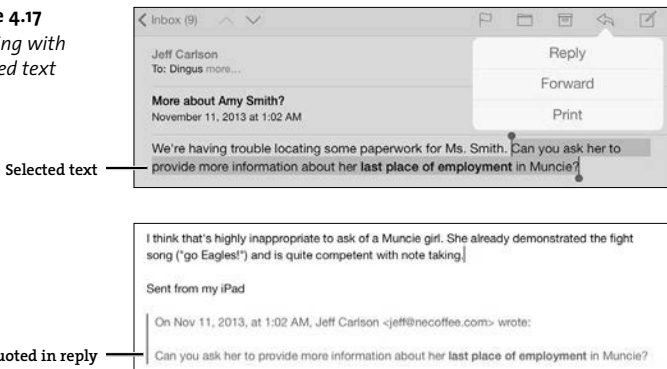 4.17
ing with
ed text
Inbox (9)
Jeff Carlson
To: Dingus more...
More about Amy Smith?
November 11, 2013 at 1:02 AM
Reply
Forward
Print
We're having trouble locating some paperwork for Ms. Smith. Can you ask her to
provide more information about her last place of employment in Muncie?
Selected text
I think that's highly inappropriate to ask of a Muncie girl. She already demonstrated the fight
song ("go Eagles!") and is quite competent with note taking.
Sent from my iPad
On Nov 11, 2013, at 1:02 AM, Jeff Carlson <jeff@necoffee.com> wrote:
uoted in reply
Can you ask her to provide more information about her last place of employment in Muncie?